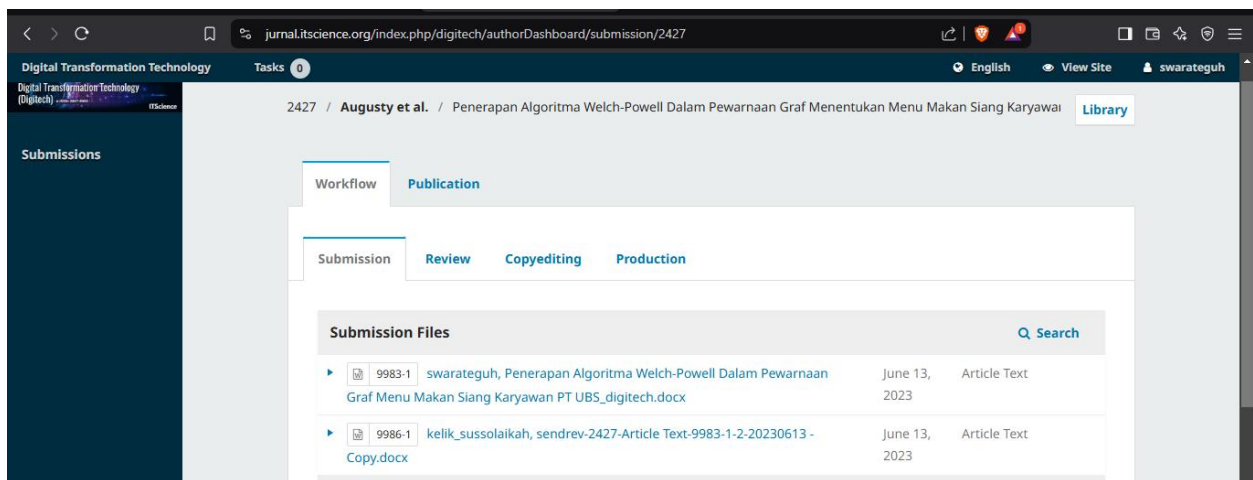 jurnal.itscience.org/index.php/digitech/authorDashboard/submission/2427
Digital Transformation Technology Tasks 0 English View Site swarateguh
Digital Transformation Technology
(Digitech)
ITScience
2427 / Augusty et al. / Penerapan Algoritma Welch-Powell Dalam Pewarnaan Graf Menentukan Menu Makan Siang Karyawan Library
Submissions
Workflow Publication
Submission Review Copyediting Production
Submission Files Search
9983-1 swarateguh, Penerapan Algoritma Welch-Powell Dalam Pewarnaan June 13, Article Text
Graf Menu Makan Siang Karyawan PT UBS_digitech.docx 2023
9986-1 kelik_sussolaikah, sendrev-2427-Article Text-9983-1-2-20230613 - June 13, Article Text
Copy.docx 2023